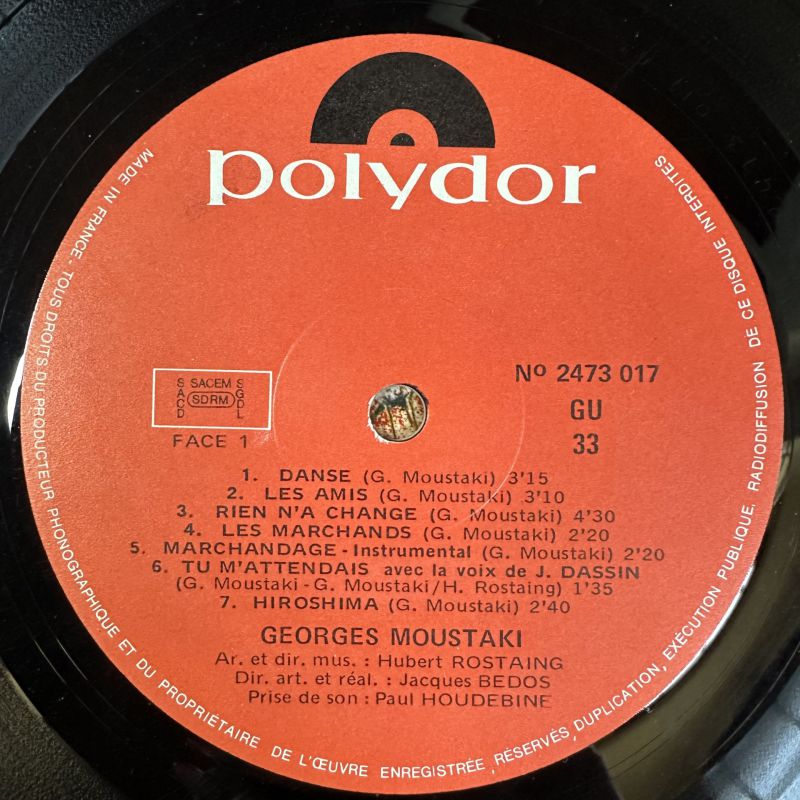 polydor
MADE IN FRANCE - TOUS DROITS DU PRODUCTEUR PHONOGRAPHIQUE ET DU PROPRIÉTAIRE DE L'ŒUVRE ENREGISTRÉE, RÉSERVÉS, DUPLICATION, EXÉCUTION PUBLIQUE, RADIODIFFUSION DE CE DISQUE INTERDITES
SACD SACEM SGDL
SDRM
FACE 1
No 2473 017
GU
33
1. DANSE (G. Moustaki) 3'15
2. LES AMIS (G. Moustaki) 3'10
3. RIEN N'A CHANGE (G. Moustaki) 4'30
4. LES MARCHANDS (G. Moustaki) 2'20
5. MARCHANDAGE - Instrumental (G. Moustaki) 2'20
6. TU M'ATTENDAIS avec la voix de J. DASSIN
(G. Moustaki - G. Moustaki/H. Rostaing) 1'35
7. HIROSHIMA (G. Moustaki) 2'40
GEORGES MOUSTAKI
Ar. et dir. mus. : Hubert ROSTAING
Dir. art. et réal. : Jacques BEDOS
Prise de son : Paul HOUDEBINE